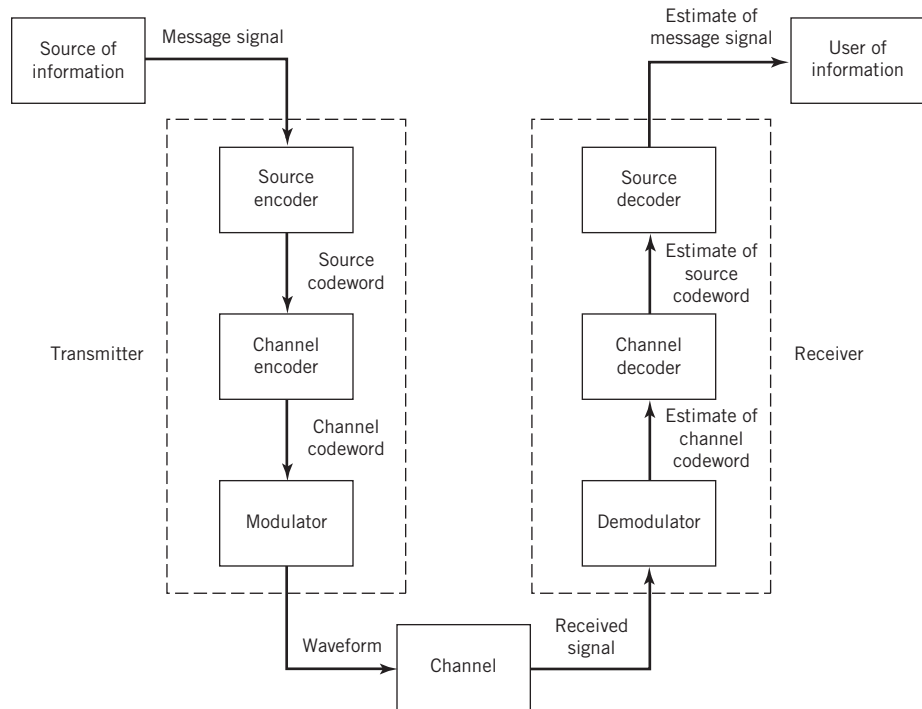 Source of
information
Message signal
Estimate
of message signal
User of
information
Source
encoder
Source
codeword
Channel
encoder
Channel
codeword
Modulator
Transmitter
Source
decoder
Estimate of
source
codeword
Channel
decoder
Estimate of
channel
codeword
Demodulator
Receiver
Waveform
Channel
Received
signal